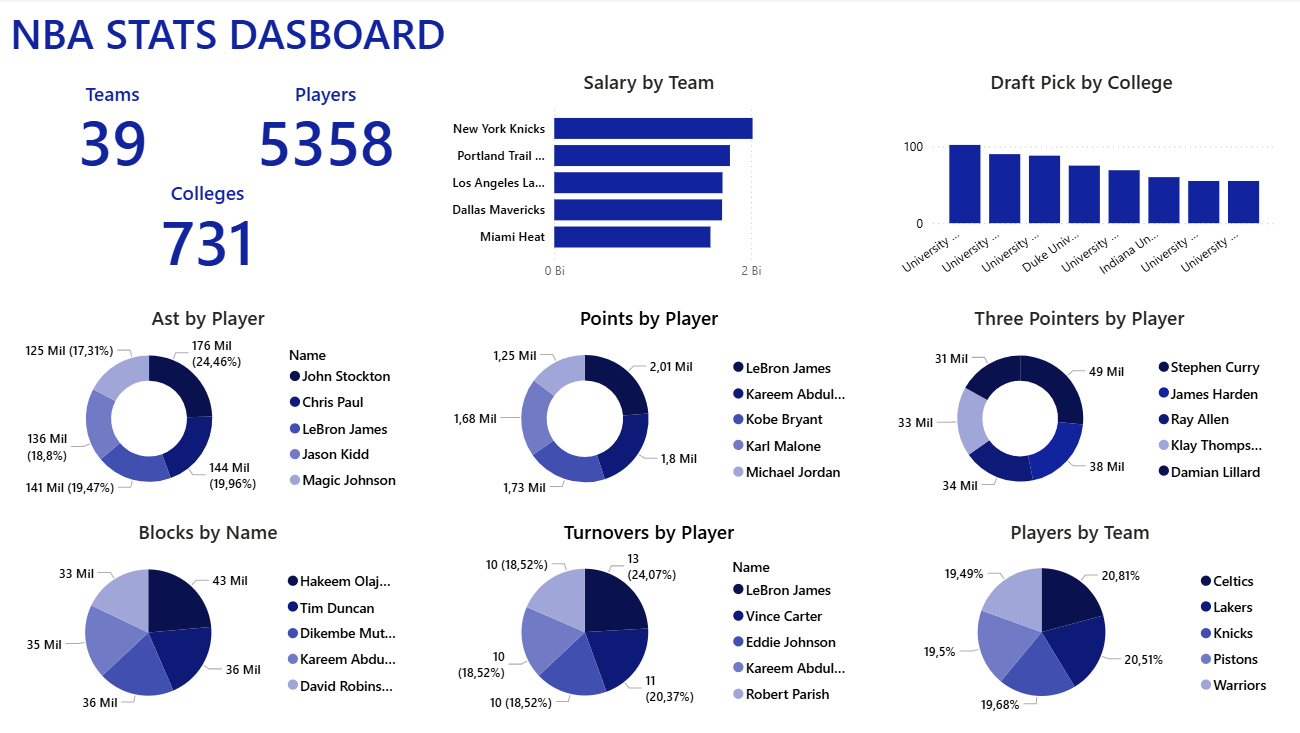 NBA STATS DASBOARD
Teams
39
Players
5358
Colleges
731
Salary by Team
New York Knicks
Portland Trail ...
Los Angeles La...
Dallas Mavericks
Miami Heat
0 Bi
2 Bi
Draft Pick by College
100
0
University ...
University ...
University ...
Duke Univ...
University ...
Indiana Un...
University ...
University ...
Ast by Player
176 Mil
(24,46%)
144 Mil
(19,96%)
141 Mil (19,47%)
136 Mil
(18,8%)
125 Mil (17,31%)
Name
John Stockton
Chris Paul
LeBron James
Jason Kidd
Magic Johnson
Points by Player
2,01 Mil
1,8 Mil
1,73 Mil
1,68 Mil
1,25 Mil
LeBron James
Kareem Abdul...
Kobe Bryant
Karl Malone
Michael Jordan
Three Pointers by Player
49 Mil
38 Mil
34 Mil
33 Mil
31 Mil
Stephen Curry
James Harden
Ray Allen
Klay Thomps...
Damian Lillard
Blocks by Name
43 Mil
36 Mil
36 Mil
35 Mil
33 Mil
Hakeem Olaj...
Tim Duncan
Dikembe Mut...
Kareem Abdu...
David Robins...
Turnovers by Player
13
(24,07%)
11
(20,37%)
10 (18,52%)
10
(18,52%)
10 (18,52%)
Name
LeBron James
Vince Carter
Eddie Johnson
Kareem Abdul...
Robert Parish
Players by Team
20,81%
20,51%
19,68%
19,5%
19,49%
Celtics
Lakers
Knicks
Pistons
Warriors